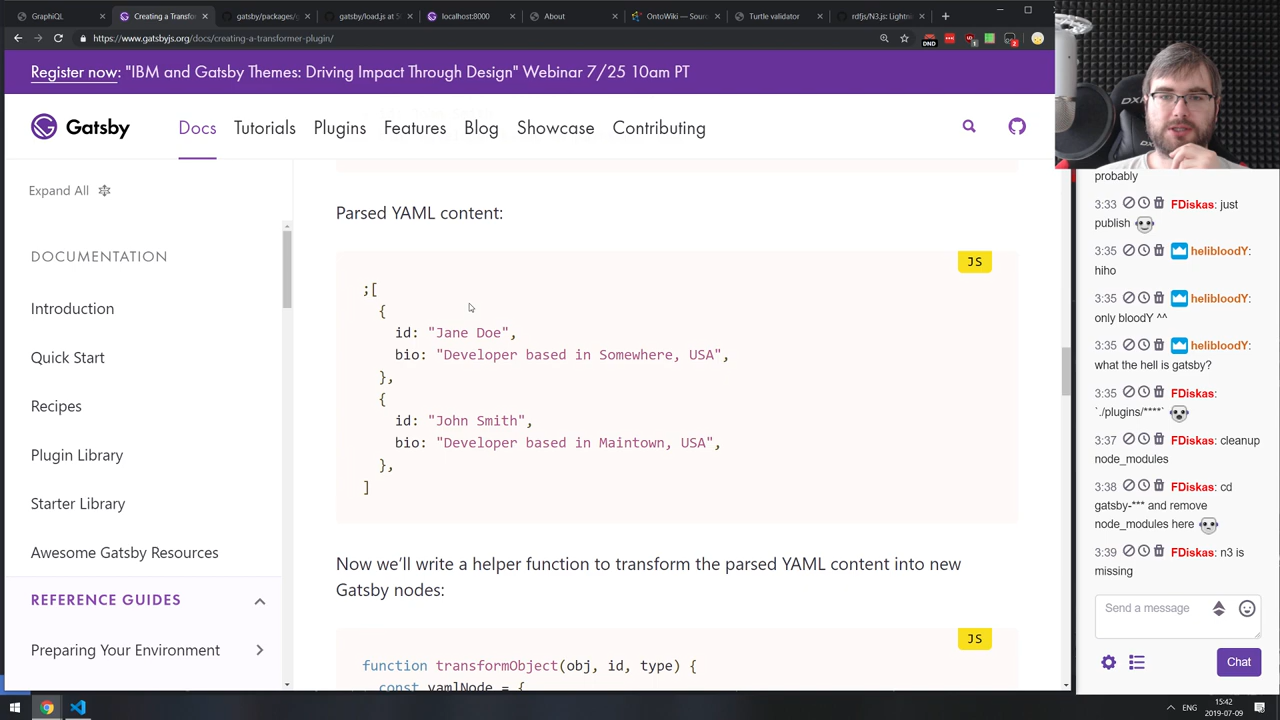 GraphiQL
Creating a Transfor
gatsby/packages/g
gatsby/load.js at
localhost:8000
About
OntoWiki — Sour
Turtle validator
rdfjs/N3.js: Lightni
https://www.gatsbyjs.org/docs/creating-a-transformer-plugin/
DND
Register now: "IBM and Gatsby Themes: Driving Impact Through Design" Webinar 7/25 10am PT
Gatsby
Docs
Tutorials
Plugins
Features
Blog
Showcase
Contributing
Expand All
DOCUMENTATION
Introduction
Quick Start
Recipes
Plugin Library
Starter Library
Awesome Gatsby Resources
REFERENCE GUIDES
Preparing Your Environment
Parsed YAML content:
JS
;[
{
id: "Jane Doe",
bio: "Developer based in Somewhere, USA",
},
{
id: "John Smith",
bio: "Developer based in Maintown, USA",
},
]
Now we'll write a helper function to transform the parsed YAML content into new
Gatsby nodes:
JS
function transformObject(obj, id, type) {
const yamlNode = {
probably
3:33 FDiskas: just
publish
3:35 helibloodY:
hiho
3:35 helibloodY:
only bloodY ^^
3:35 helibloodY:
what the hell is gatsby?
3:35 FDiskas:
`./plugins/****`
3:37 FDiskas: cleanup
node_modules
3:38 FDiskas: cd
gatsby-*** and remove
node_modules here
3:39 FDiskas: n3 is
missing
Send a message
Chat
ENG
15:42
2019-07-09